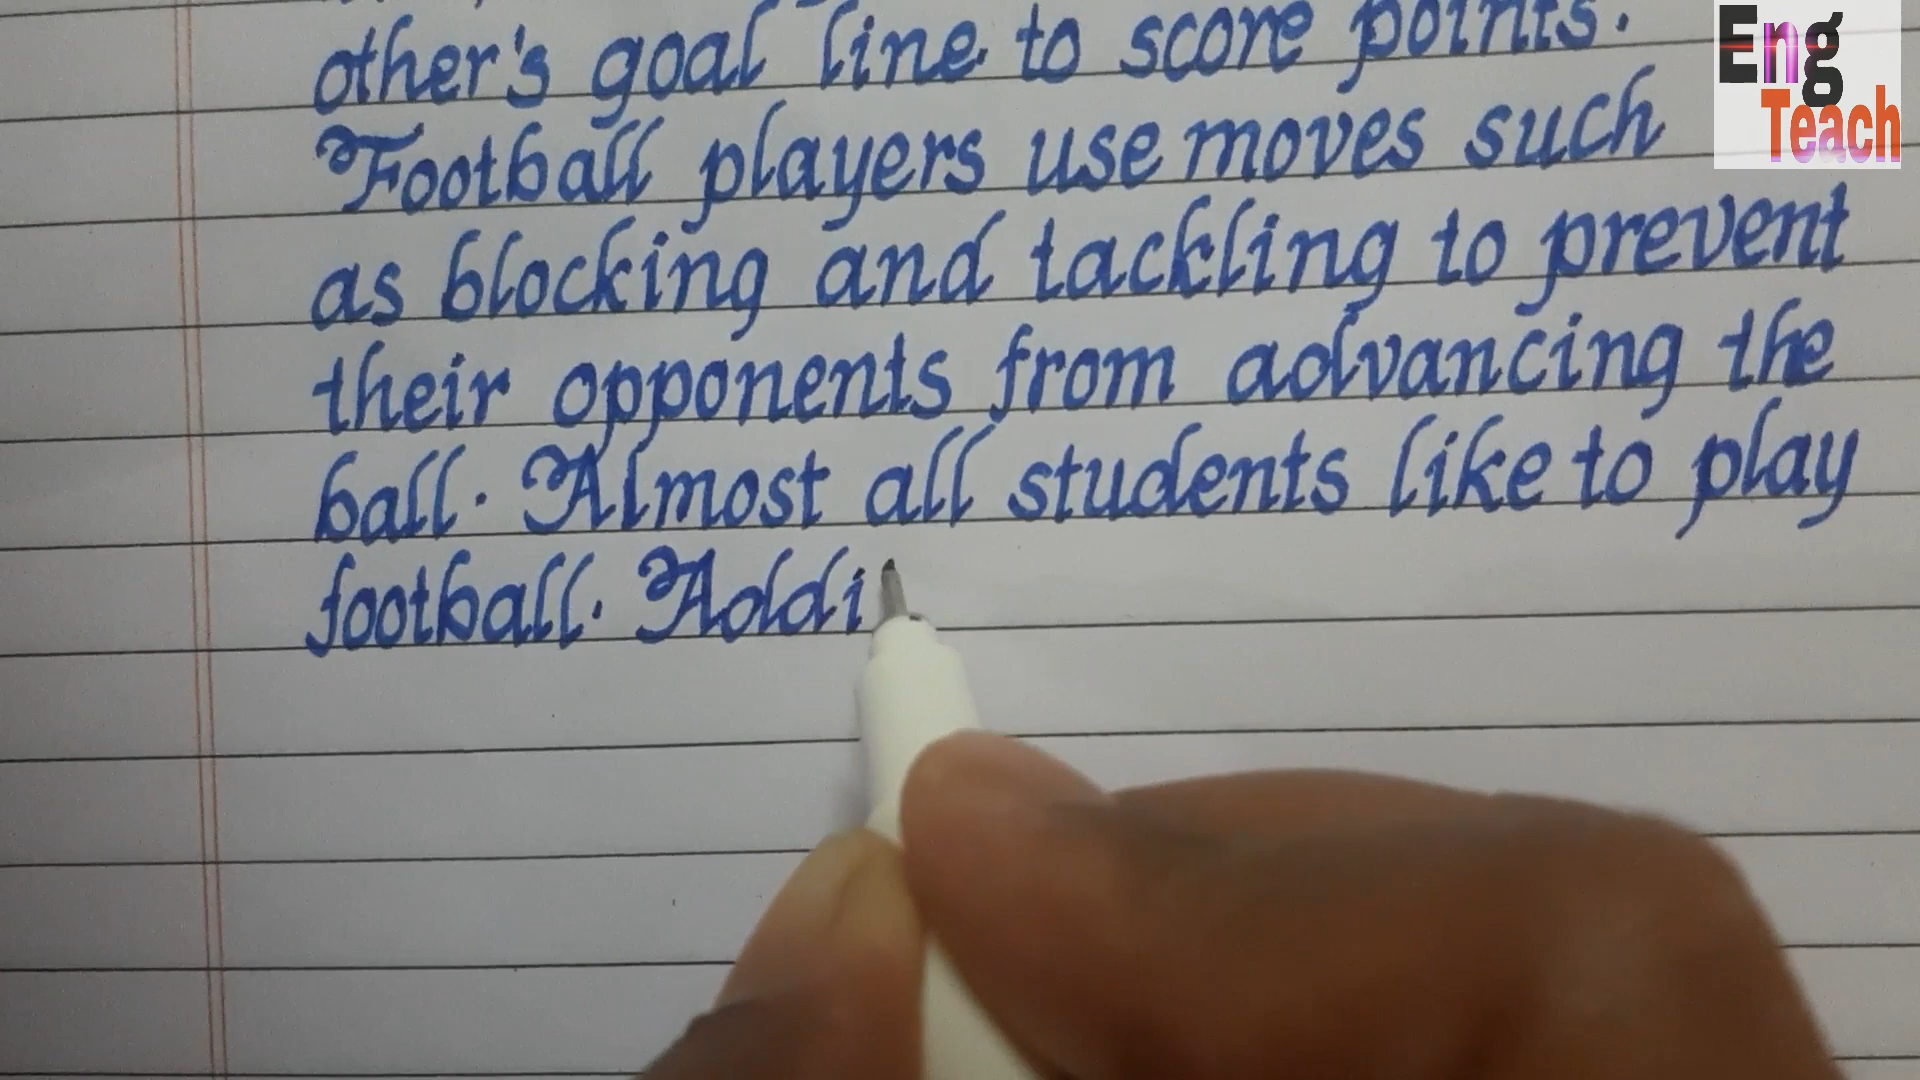 other's goal line to score points.
Football players use moves such
as blocking and tackling to prevent
their opponents from advancing the
ball. Almost all students like to play
football. Addi
Eng
Teach